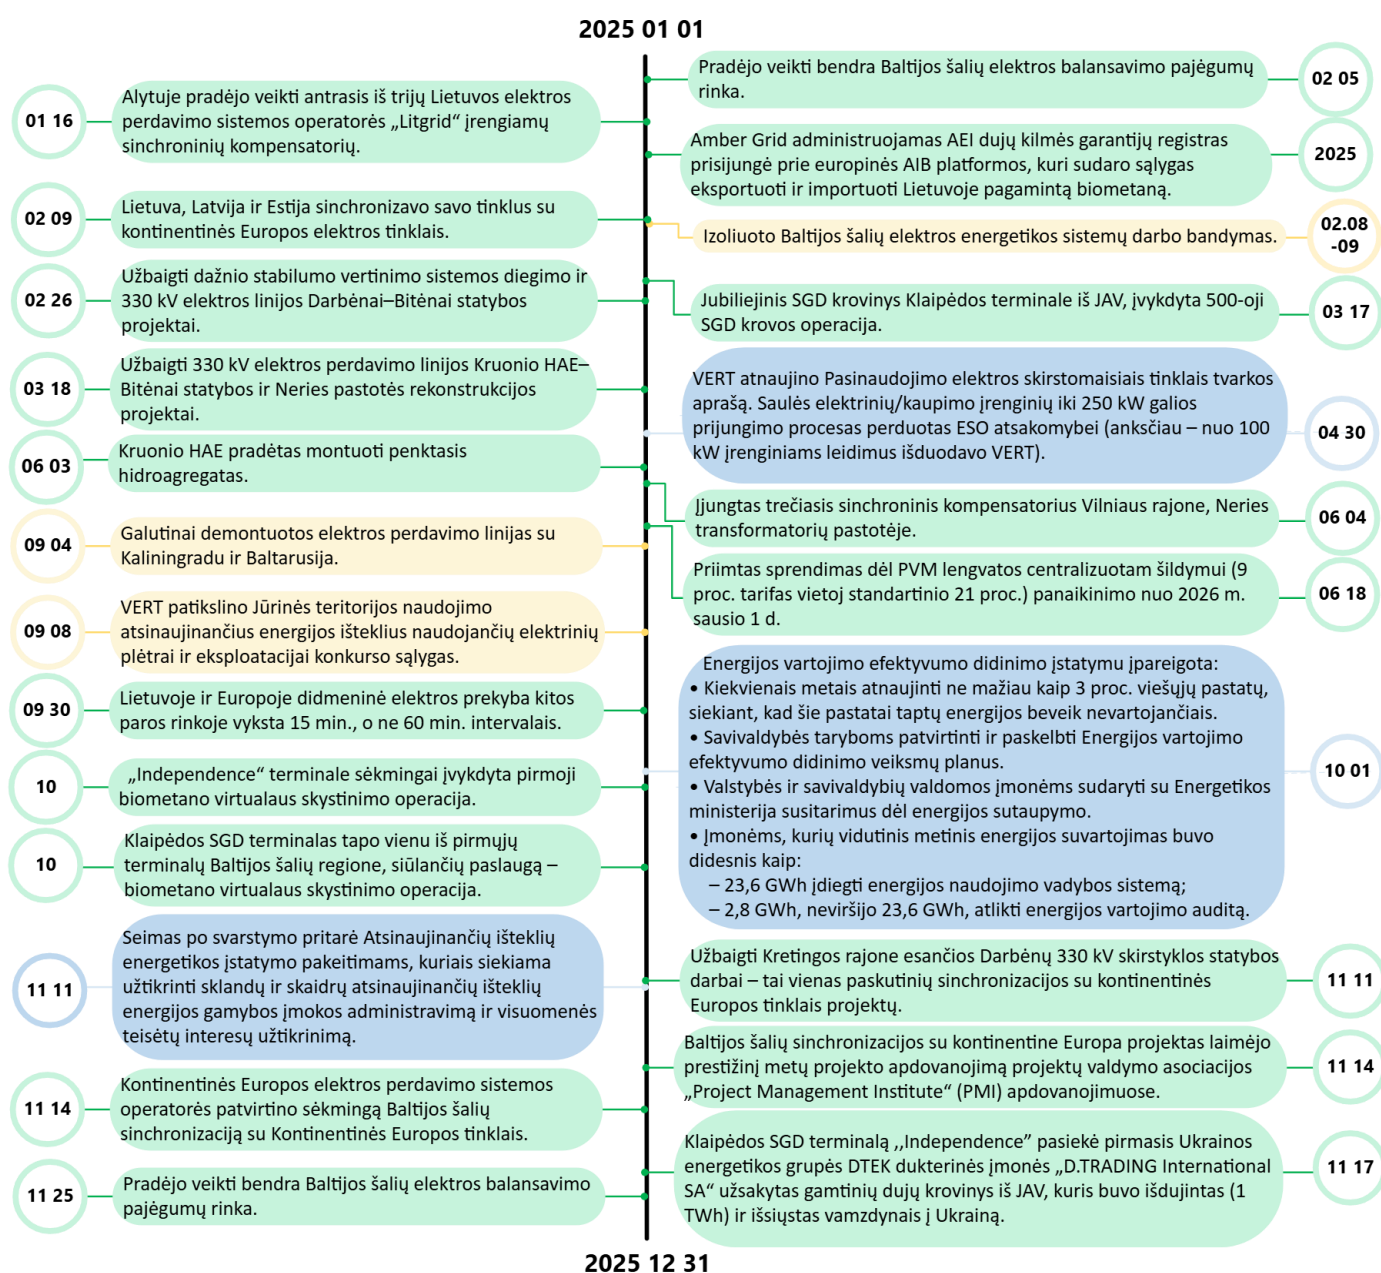 2025 01 01
01 16
Alytuje pradėjo veikti antrasis iš trijų Lietuvos elektros
perdavimo sistemos operatorės „Litgrid“ įrengiamų
sinchroninių kompensatorių.
02 09
Lietuva, Latvija ir Estija sinchronizavo savo tinklus su
kontinentinės Europos elektros tinklais.
02 26
Užbaigti dažnio stabilumo vertinimo sistemos diegimo ir
330 kV elektros linijos Darbėnai–Bitėnai statybos
projektai.
03 18
Užbaigti 330 kV elektros perdavimo linijos Kruonio HAE–
Bitėnai statybos ir Neries pastotės rekonstrukcijos
projektai.
06 03
Kruonio HAE pradėtas montuoti penktasis
hidroagregatas.
09 04
Galutinai demontuotos elektros perdavimo linijas su
Kaliningradu ir Baltarusija.
09 08
VERT patikslino Jūrinės teritorijos naudojimo
atsinaujinančius energijos išteklius naudojančių elektrinių
plėtrai ir eksploatacijai konkurso sąlygas.
09 30
Lietuvoje ir Europoje didmeninė elektros prekyba kitos
paros rinkoje vyksta 15 min., o ne 60 min. intervalais.
10
„Independence“ terminale sėkmingai įvykdyta pirmoji
biometano virtualaus skystinimo operacija.
10
Klaipėdos SGD terminalas tapo vienu iš pirmųjų
terminalų Baltijos šalių regione, siūlančių paslaugą –
biometano virtualaus skystinimo operacija.
11 11
Seimas po svarstymo pritarė Atsinaujinančių išteklių
energetikos įstatymo pakeitimams, kuriais siekiama
užtikrinti sklandų ir skaidrų atsinaujinančių išteklių
energijos gamybos įmokos administravimą ir visuomenės
teisėtų interesų užtikrinimą.
11 14
Kontinentinės Europos elektros perdavimo sistemos
operatorės patvirtino sėkmingą Baltijos šalių
sinchronizaciją su Kontinentinės Europos tinklais.
11 25
Pradėjo veikti bendra Baltijos šalių elektros balansavimo
pajėgumų rinka.
Pradėjo veikti bendra Baltijos šalių elektros balansavimo pajėgumų
rinka.
02 05
Amber Grid administruojamas AEI dujų kilmės garantijų registras
prisijungė prie europinės AIB platformos, kuri sudaro sąlygas
eksportuoti ir importuoti Lietuvoje pagamintą biometaną.
2025
Izoliuoto Baltijos šalių elektros energetikos sistemų darbo bandymas.
02.08
-09
Jubiliejinis SGD krovinys Klaipėdos terminale iš JAV, įvykdyta 500-oji
SGD krovos operacija.
03 17
VERT atnaujino Pasinaudojimo elektros skirstomaisiais tinklais tvarkos
aprašą. Saulės elektrinių/kaupimo įrenginių iki 250 kW galios
prijungimo procesas perduotas ESO atsakomybei (anksčiau – nuo 100
kW įrenginiams leidimus išduodavo VERT).
04 30
Įjungtas trečiasis sinchroninis kompensatorius Vilniaus rajone, Neries
transformatorių pastotėje.
06 04
Priimtas sprendimas dėl PVM lengvatos centralizuotam šildymui (9
proc. tarifas vietoj standartinio 21 proc.) panaikinimo nuo 2026 m.
sausio 1 d.
06 18
Energijos vartojimo efektyvumo didinimo įstatymu įpareigota:
• Kiekvienais metais atnaujinti ne mažiau kaip 3 proc. viešųjų pastatų,
siekiant, kad šie pastatai taptų energijos beveik nevartojančiais.
• Savivaldybės taryboms patvirtinti ir paskelbti Energijos vartojimo
efektyvumo didinimo veiksmų planus.
• Valstybės ir savivaldybių valdomos įmonėms sudaryti su Energetikos
ministerija susitarimus dėl energijos sutaupymo.
• Įmonėms, kurių vidutinis metinis energijos suvartojimas buvo
didesnis kaip:
– 23,6 GWh įdiegti energijos naudojimo vadybos sistemą;
– 2,8 GWh, neviršijo 23,6 GWh, atlikti energijos vartojimo auditą.
10 01
Užbaigti Kretingos rajone esančios Darbėnų 330 kV skirstyklos statybos
darbai – tai vienas paskutinių sinchronizacijos su kontinentinės
Europos tinklais projektų.
11 11
Baltijos šalių sinchronizacijos su kontinentine Europa projektas laimėjo
prestižinį metų projekto apdovanojimą projektų valdymo asociacijos
„Project Management Institute“ (PMI) apdovanojimuose.
11 14
Klaipėdos SGD terminalą ,,Independence” pasiekė pirmasis Ukrainos
energetikos grupės DTEK dukterinės įmonės „D.TRADING International
SA“ užsakytas gamtinių dujų krovinys iš JAV, kuris buvo išdujintas (1
TWh) ir išsiųstas vamzdynais į Ukrainą.
11 17
2025 12 31